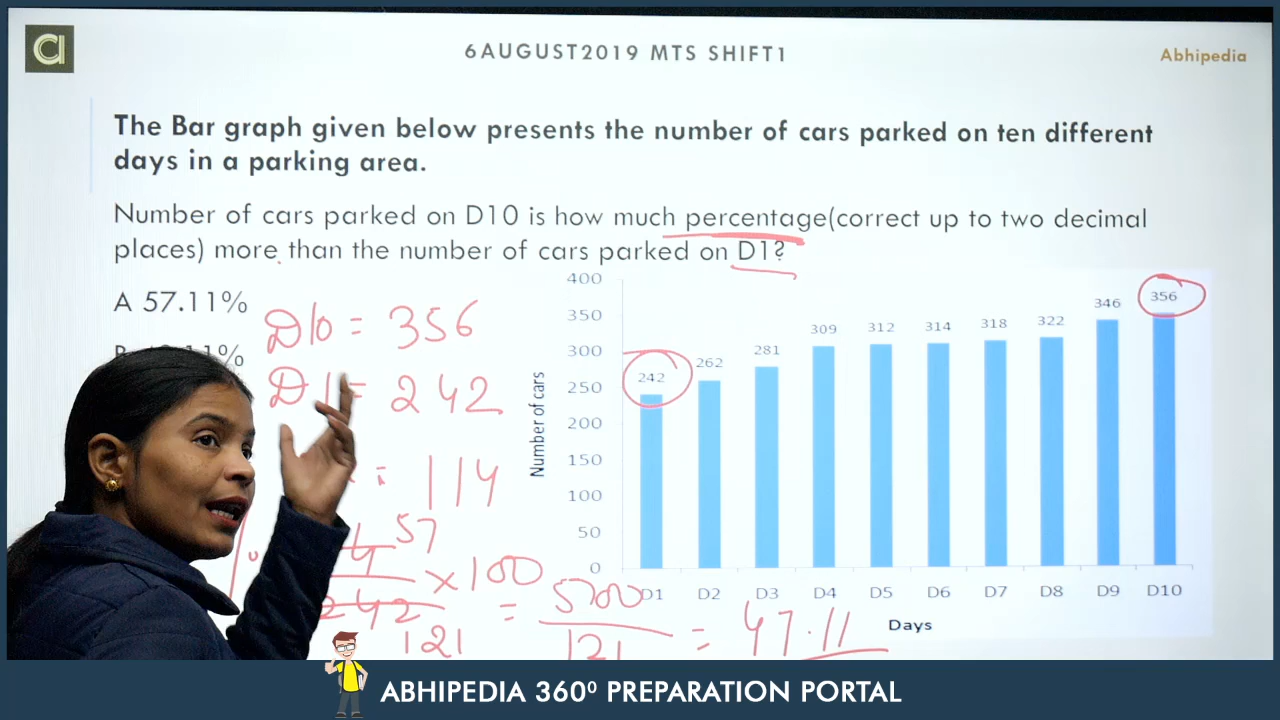 6AUGUST2019 MTS SHIFT1
Abhipedia
The Bar graph given below presents the number of cars parked on ten different
days in a parking area.
Number of cars parked on D10 is how much percentage(correct up to two decimal
places) more than the number of cars parked on D1?
A 57.11%
D10 = 356
D1 = 242
= 114
57
× 100
242
121
= 5700
121
= 47.11
Number of cars
400
350
300
250
200
150
100
50
0
242
262
281
309
312
314
318
322
346
356
D1 D2 D3 D4 D5 D6 D7 D8 D9 D10
Days
ABHIPEDIA 360⁰ PREPARATION PORTAL